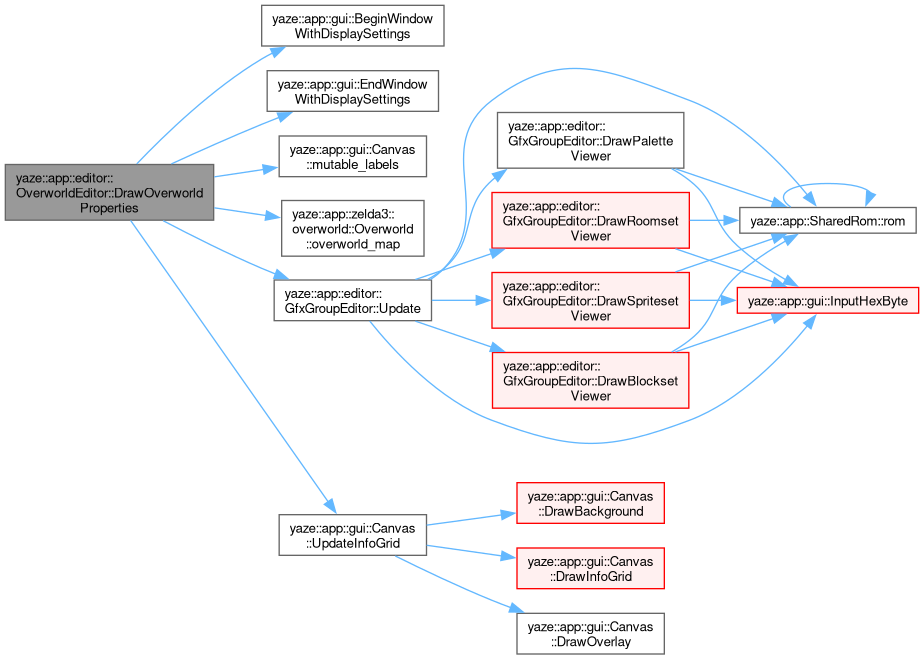 yaze::app::gui::BeginWindow
WithDisplaySettings
yaze::app::gui::EndWindow
WithDisplaySettings
yaze::app::gui::Canvas
::mutable_labels
yaze::app::editor::
OverworldEditor::DrawOverworld
Properties
yaze::app::zelda3::
overworld::Overworld
::overworld_map
yaze::app::editor::
GfxGroupEditor::Update
yaze::app::editor::
GfxGroupEditor::DrawPalette
Viewer
yaze::app::editor::
GfxGroupEditor::DrawRoomset
Viewer
yaze::app::editor::
GfxGroupEditor::DrawSpriteset
Viewer
yaze::app::editor::
GfxGroupEditor::DrawBlockset
Viewer
yaze::app::SharedRom::rom
yaze::app::gui::InputHexByte
yaze::app::gui::Canvas
::UpdateInfoGrid
yaze::app::gui::Canvas
::DrawBackground
yaze::app::gui::Canvas
::DrawInfoGrid
yaze::app::gui::Canvas
::DrawOverlay